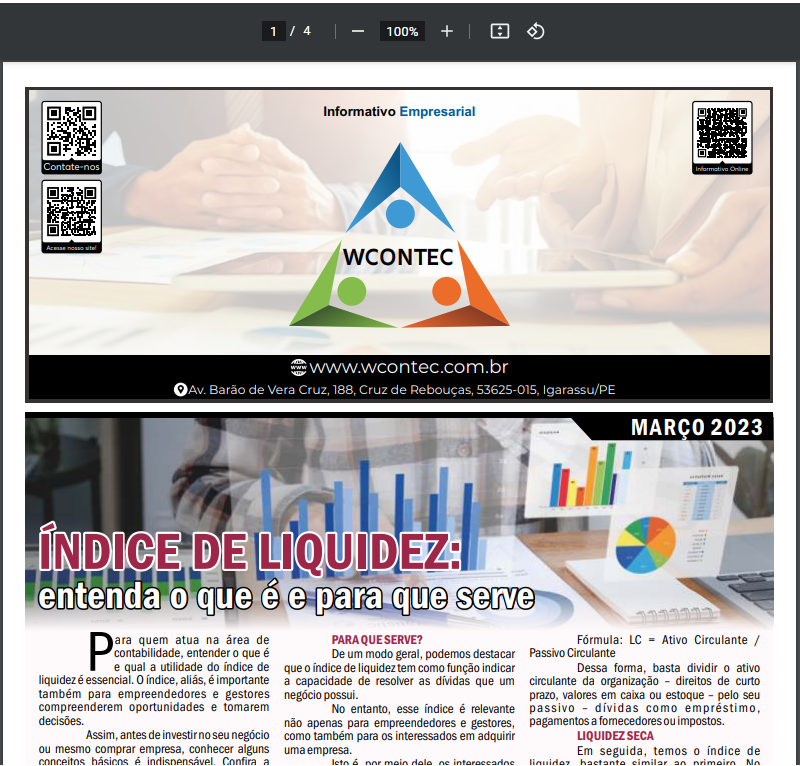 1 / 4
100%
Informativo Empresarial
Contate-nos
Acesse nosso site!
Informativo Online
WCONTEC
www
www.wcontec.com.br
Av. Barão de Vera Cruz, 188, Cruz de Rebouças, 53625-015, Igarassu/PE
MARÇO 2023
ÍNDICE DE LIQUIDEZ:
entenda o que é e para que serve
Para quem atua na área de
contabilidade, entender o que é
e qual a utilidade do índice de
liquidez é essencial. O índice, aliás, é importante
também para empreendedores e gestores
compreenderem oportunidades e tomarem
decisões.
Assim, antes de investir no seu negócio
ou mesmo comprar empresa, conhecer alguns
conceitos básicos é indispensável. Confira a
PARA QUE SERVE?
De um modo geral, podemos destacar
que o índice de liquidez tem como função indicar
a capacidade de resolver as dívidas que um
negócio possui.
No entanto, esse índice é relevante
não apenas para empreendedores e gestores,
como também para os interessados em adquirir
uma empresa.
Isto é, por meio dele, os interessados
Fórmula: LC = Ativo Circulante /
Passivo Circulante
Dessa forma, basta dividir o ativo
circulante da organização – direitos de curto
prazo, valores em caixa ou estoque – pelo seu
passivo – dívidas como empréstimo,
pagamentos a fornecedores ou impostos.
LIQUIDEZ SECA
Em seguida, temos o índice de
liquidez, bastante similar ao primeiro. No